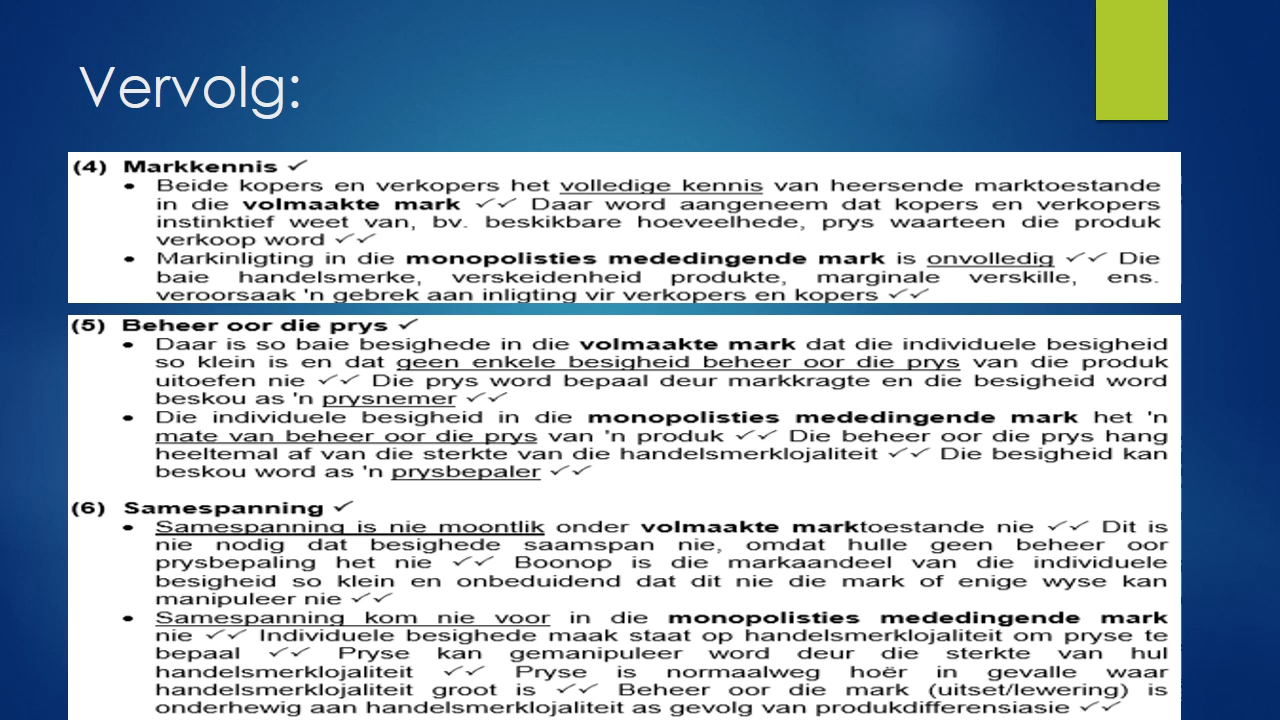 Vervolg:
(4) Markkennis ✓
• Beide kopers en verkopers het volledige kennis van heersende marktoestande
in die volmaakte mark ✓✓ Daar word aangeneem dat kopers en verkopers
instinktief weet van, bv. beskikbare hoeveelhede, prys waarteen die produk
verkoop word ✓✓
• Markinligting in die monopolisties mededingende mark is onvolledig ✓✓ Die
baie handelsmerke, verskeidenheid produkte, marginale verskille, ens.
veroorsaak 'n gebrek aan inligting vir verkopers en kopers ✓✓
(5) Beheer oor die prys ✓
• Daar is so baie besighede in die volmaakte mark dat die individuele besigheid
so klein is en dat geen enkele besigheid beheer oor die prys van die produk
uitoefen nie ✓✓ Die prys word bepaal deur markkragte en die besigheid word
beskou as 'n prysnemer ✓✓
• Die individuele besigheid in die monopolisties mededingende mark het 'n
mate van beheer oor die prys van 'n produk ✓✓ Die beheer oor die prys hang
heeltemal af van die sterkte van die handelsmerklojaliteit ✓✓ Die besigheid kan
beskou word as 'n prysbepaler ✓✓
(6) Samespanning ✓
• Samespanning is nie moontlik onder volmaakte marktoestande nie ✓✓ Dit is
nie nodig dat besighede saamspan nie, omdat hulle geen beheer oor
prysbepaling het nie ✓✓ Boonop is die markaandeel van die individuele
besigheid so klein en onbeduidend dat dit nie die mark of enige wyse kan
manipuleer nie ✓✓
• Samespanning kom nie voor in die monopolisties mededingende mark
nie ✓✓ Individuele besighede maak staat op handelsmerklojaliteit om pryse te
bepaal ✓✓ Pryse kan gemanipuleer word deur die sterkte van hul
handelsmerklojaliteit ✓✓ Pryse is normaalweg hoër in gevalle waar
handelsmerklojaliteit groot is ✓✓ Beheer oor die mark (uitset/lewering) is
onderhewig aan handelsmerklojaliteit as gevolg van produkdifferensiasie ✓✓